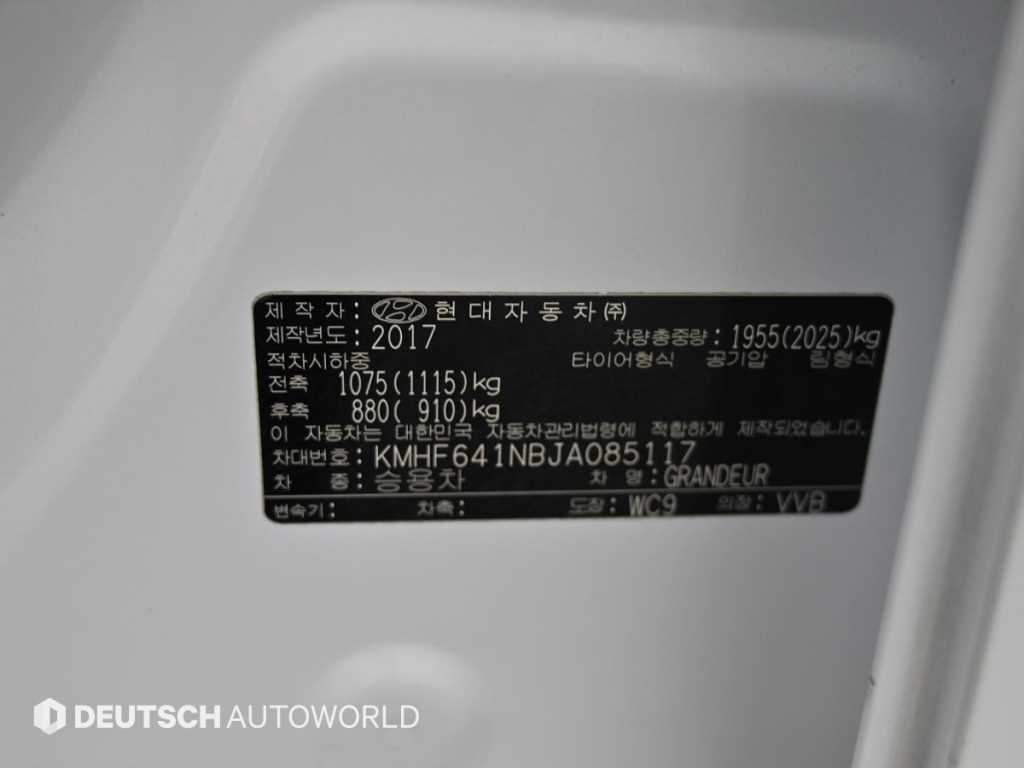 제 작 자 : 현대자동차㈜
제작년도 : 2017 차량총중량 : 1955(2025)kg
적차시하중 타이어형식 공기압 림형식
전축 1075(1115)kg
후축 880( 910)kg
이 자동차는 대한민국 자동차관리법령에 적합하게 제작되었습니다.
차대번호 : KMHF641NBJA085117
차 종 : 승용차 차 명 : GRANDEUR
변속기 : 차축 : 도장 : WC9 의장 : VVB
DEUTSCH AUTOWORLD